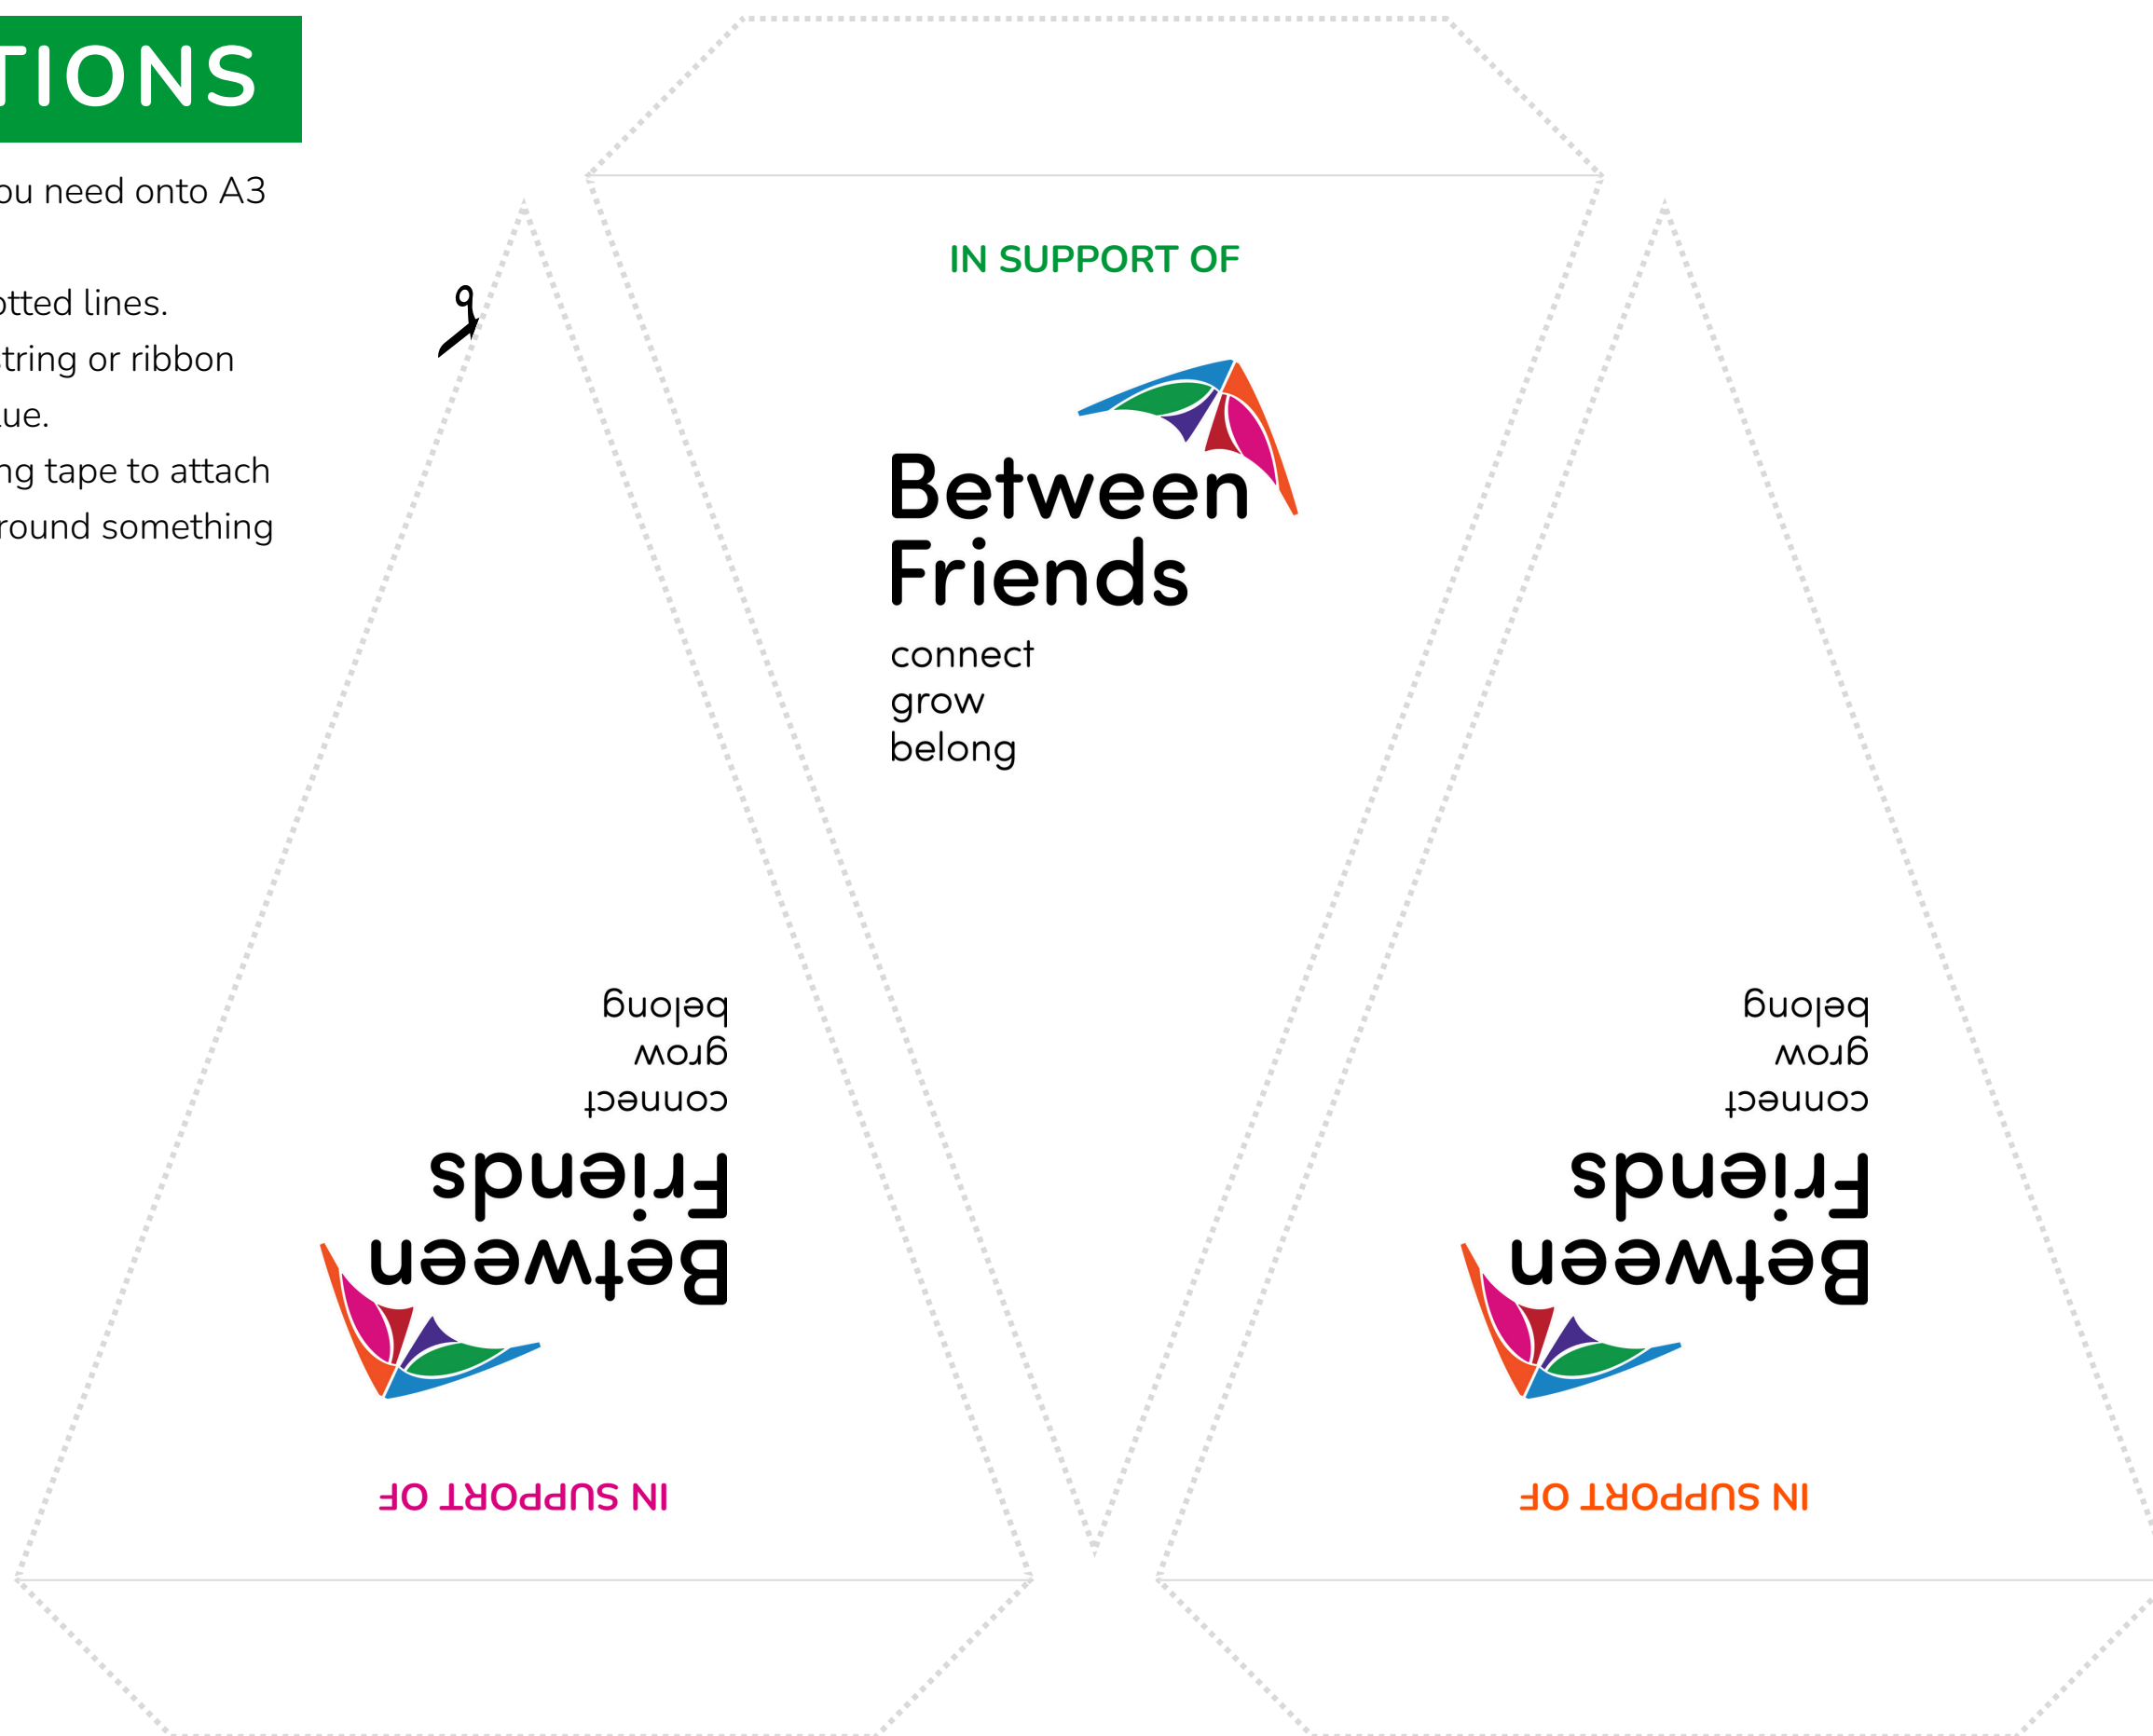 TIONS
ou need onto A3
otted lines.
string or ribbon
ue.
ng tape to attach
round something
IN SUPPORT OF
Between
Friends
connect
grow
belong
IN SUPPORT OF
Between
Friends
connect
grow
belong
IN SUPPORT OF
Between
Friends
connect
grow
belong